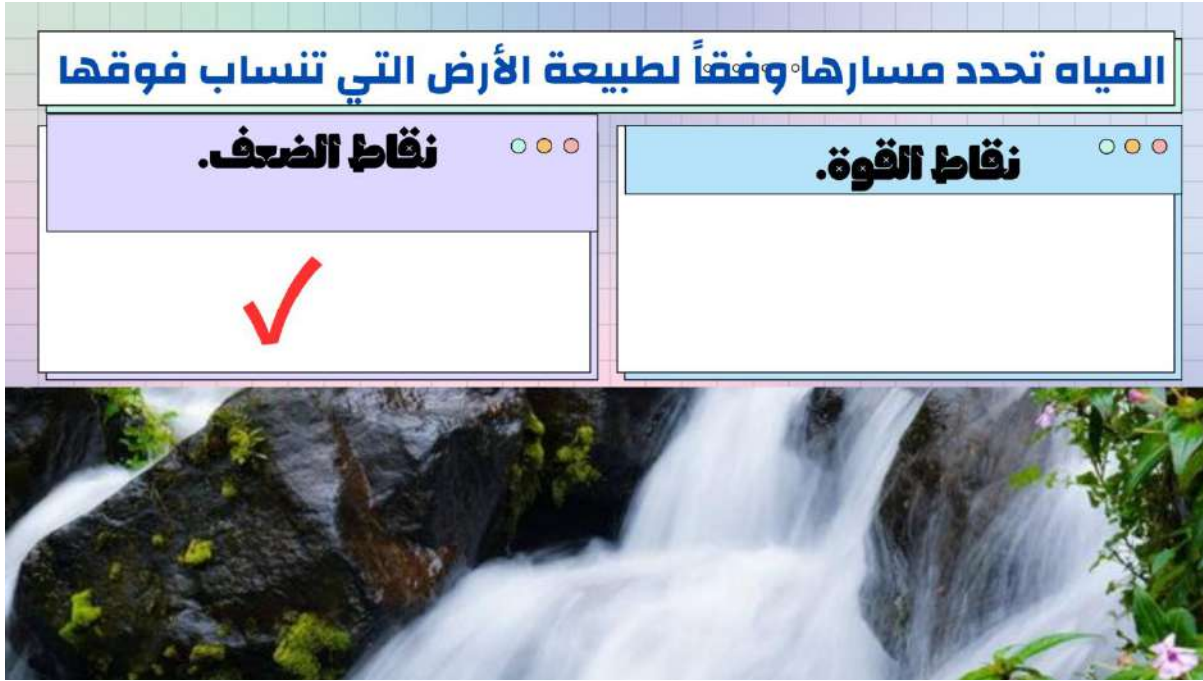 المياه تحدد مسارها وفقاً لطبيعة الأرض التي تنساب فوقها
نقاط القوة.
نقاط الضعف.